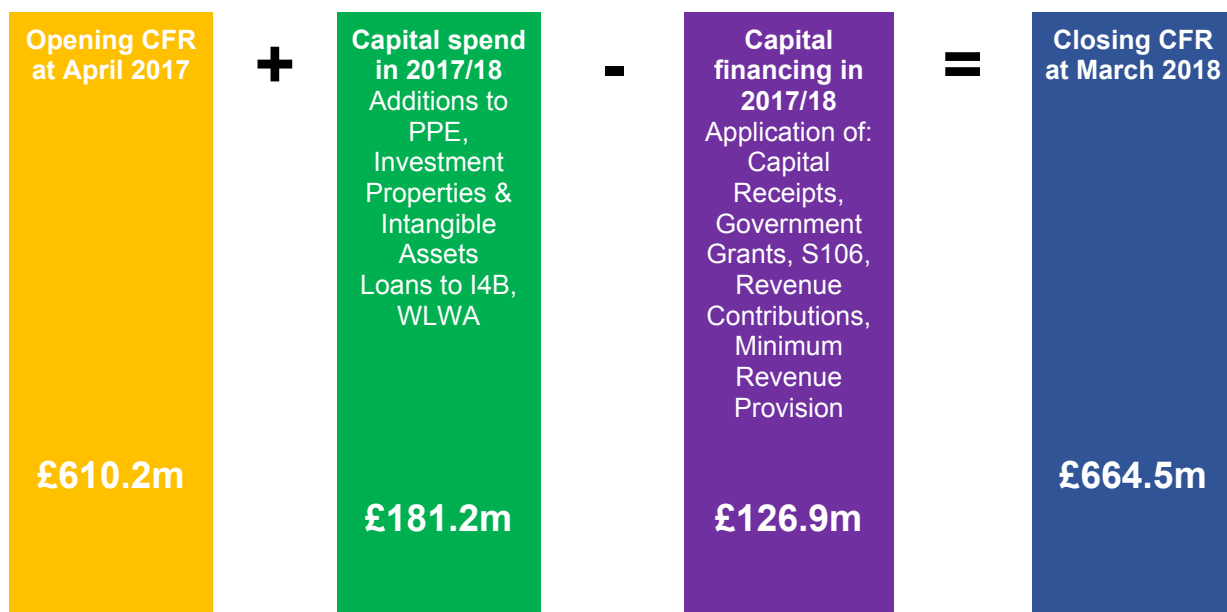 Opening CFR
at April 2017
£610.2m
+
Capital spend
in 2017/18
Additions to
PPE,
Investment
Properties &
Intangible
Assets
Loans to I4B,
WLWA
£181.2m
-
Capital
financing in
2017/18
Application of:
Capital
Receipts,
Government
Grants, S106,
Revenue
Contributions,
Minimum
Revenue
Provision
£126.9m
=
Closing CFR
at March 2018
£664.5m